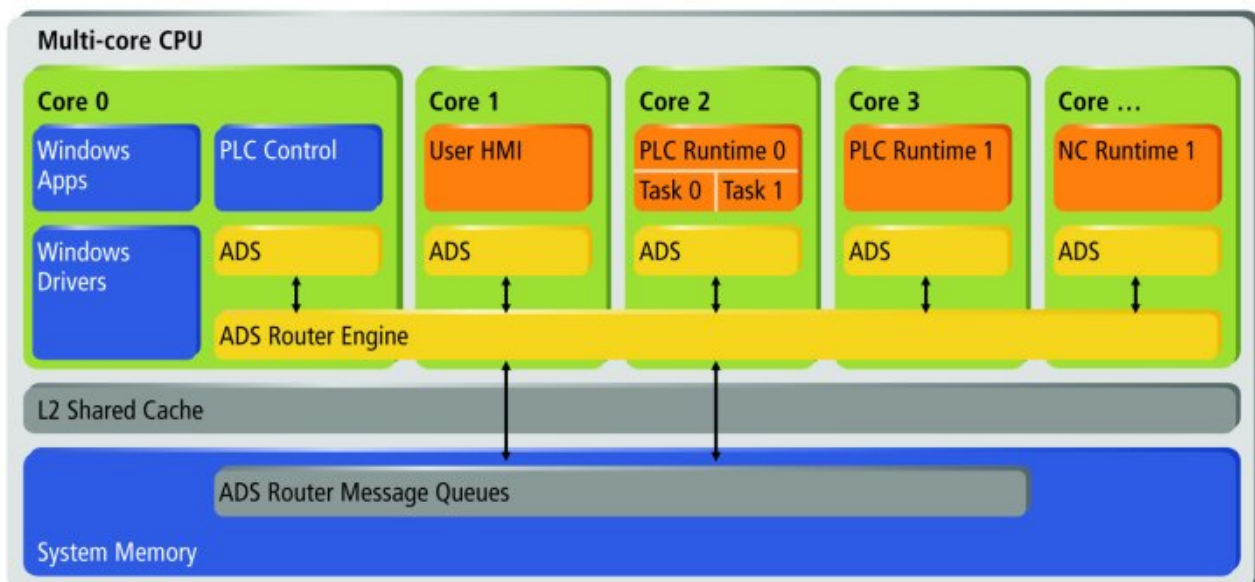 Multi-core CPU
Core 0
Windows
Apps
PLC Control
Windows
Drivers
ADS
Core 1
User HMI
ADS
Core 2
PLC Runtime 0
Task 0
Task 1
ADS
Core 3
PLC Runtime 1
ADS
Core ...
NC Runtime 1
ADS
ADS Router Engine
L2 Shared Cache
ADS Router Message Queues
System Memory